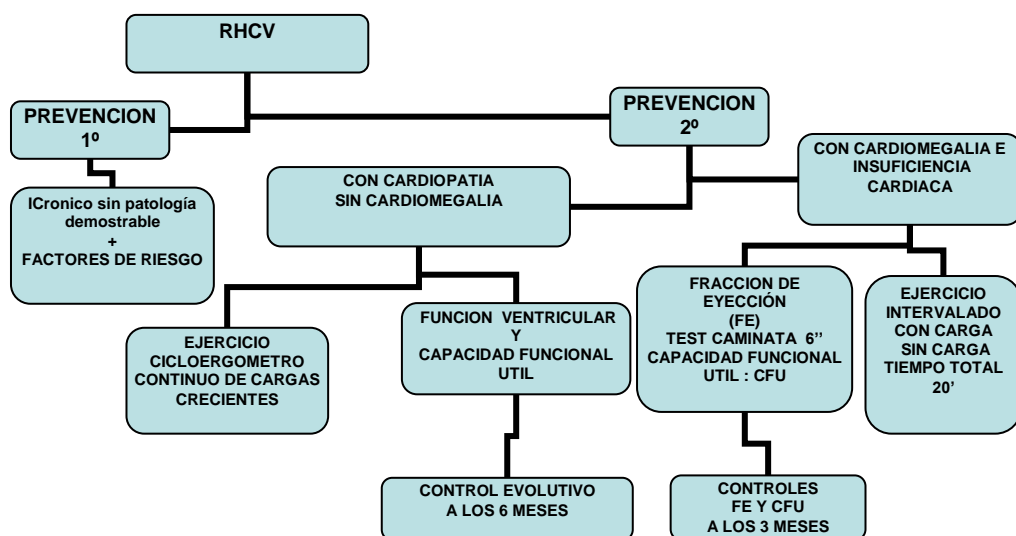 RHCV
PREVENCION
1º
PREVENCION
2º
CON CARDIOMEGALIA E
INSUFICIENCIA
CARDIACA
CON CARDIOPATIA
SIN CARDIOMEGALIA
ICronico sin patología
demostrable
+
FACTORES DE RIESGO
EJERCICIO
CICLOERGOMETRO
CONTINUO DE CARGAS
CRECIENTES
FUNCION VENTRICULAR
Y
CAPACIDAD FUNCIONAL
UTIL
FRACCION DE
EYECCIÓN
(FE)
TEST CAMINATA 6’’
CAPACIDAD FUNCIONAL
UTIL : CFU
EJERCICIO
INTERVALADO
CON CARGA
SIN CARGA
TIEMPO TOTAL
20’
CONTROL EVOLUTIVO
A LOS 6 MESES
CONTROLES
FE Y CFU
A LOS 3 MESES